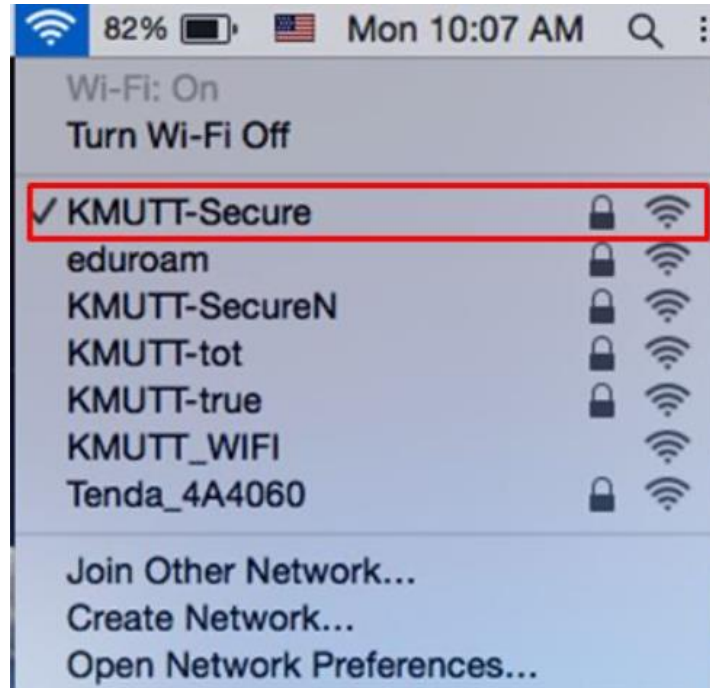 82% Mon 10:07 AM
Wi-Fi: On
Turn Wi-Fi Off
KMUTT-Secure
eduroam
KMUTT-SecureN
KMUTT-tot
KMUTT-true
KMUTT_WIFI
Tenda_4A4060
Join Other Network...
Create Network...
Open Network Preferences...